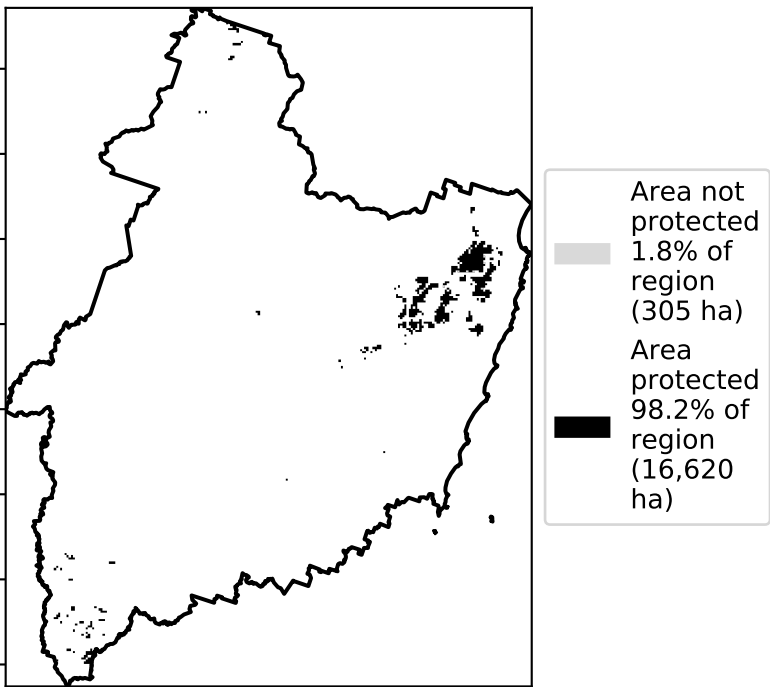 Area not
protected
1.8% of
region
(305 ha)
Area
protected
98.2% of
region
(16,620
ha)